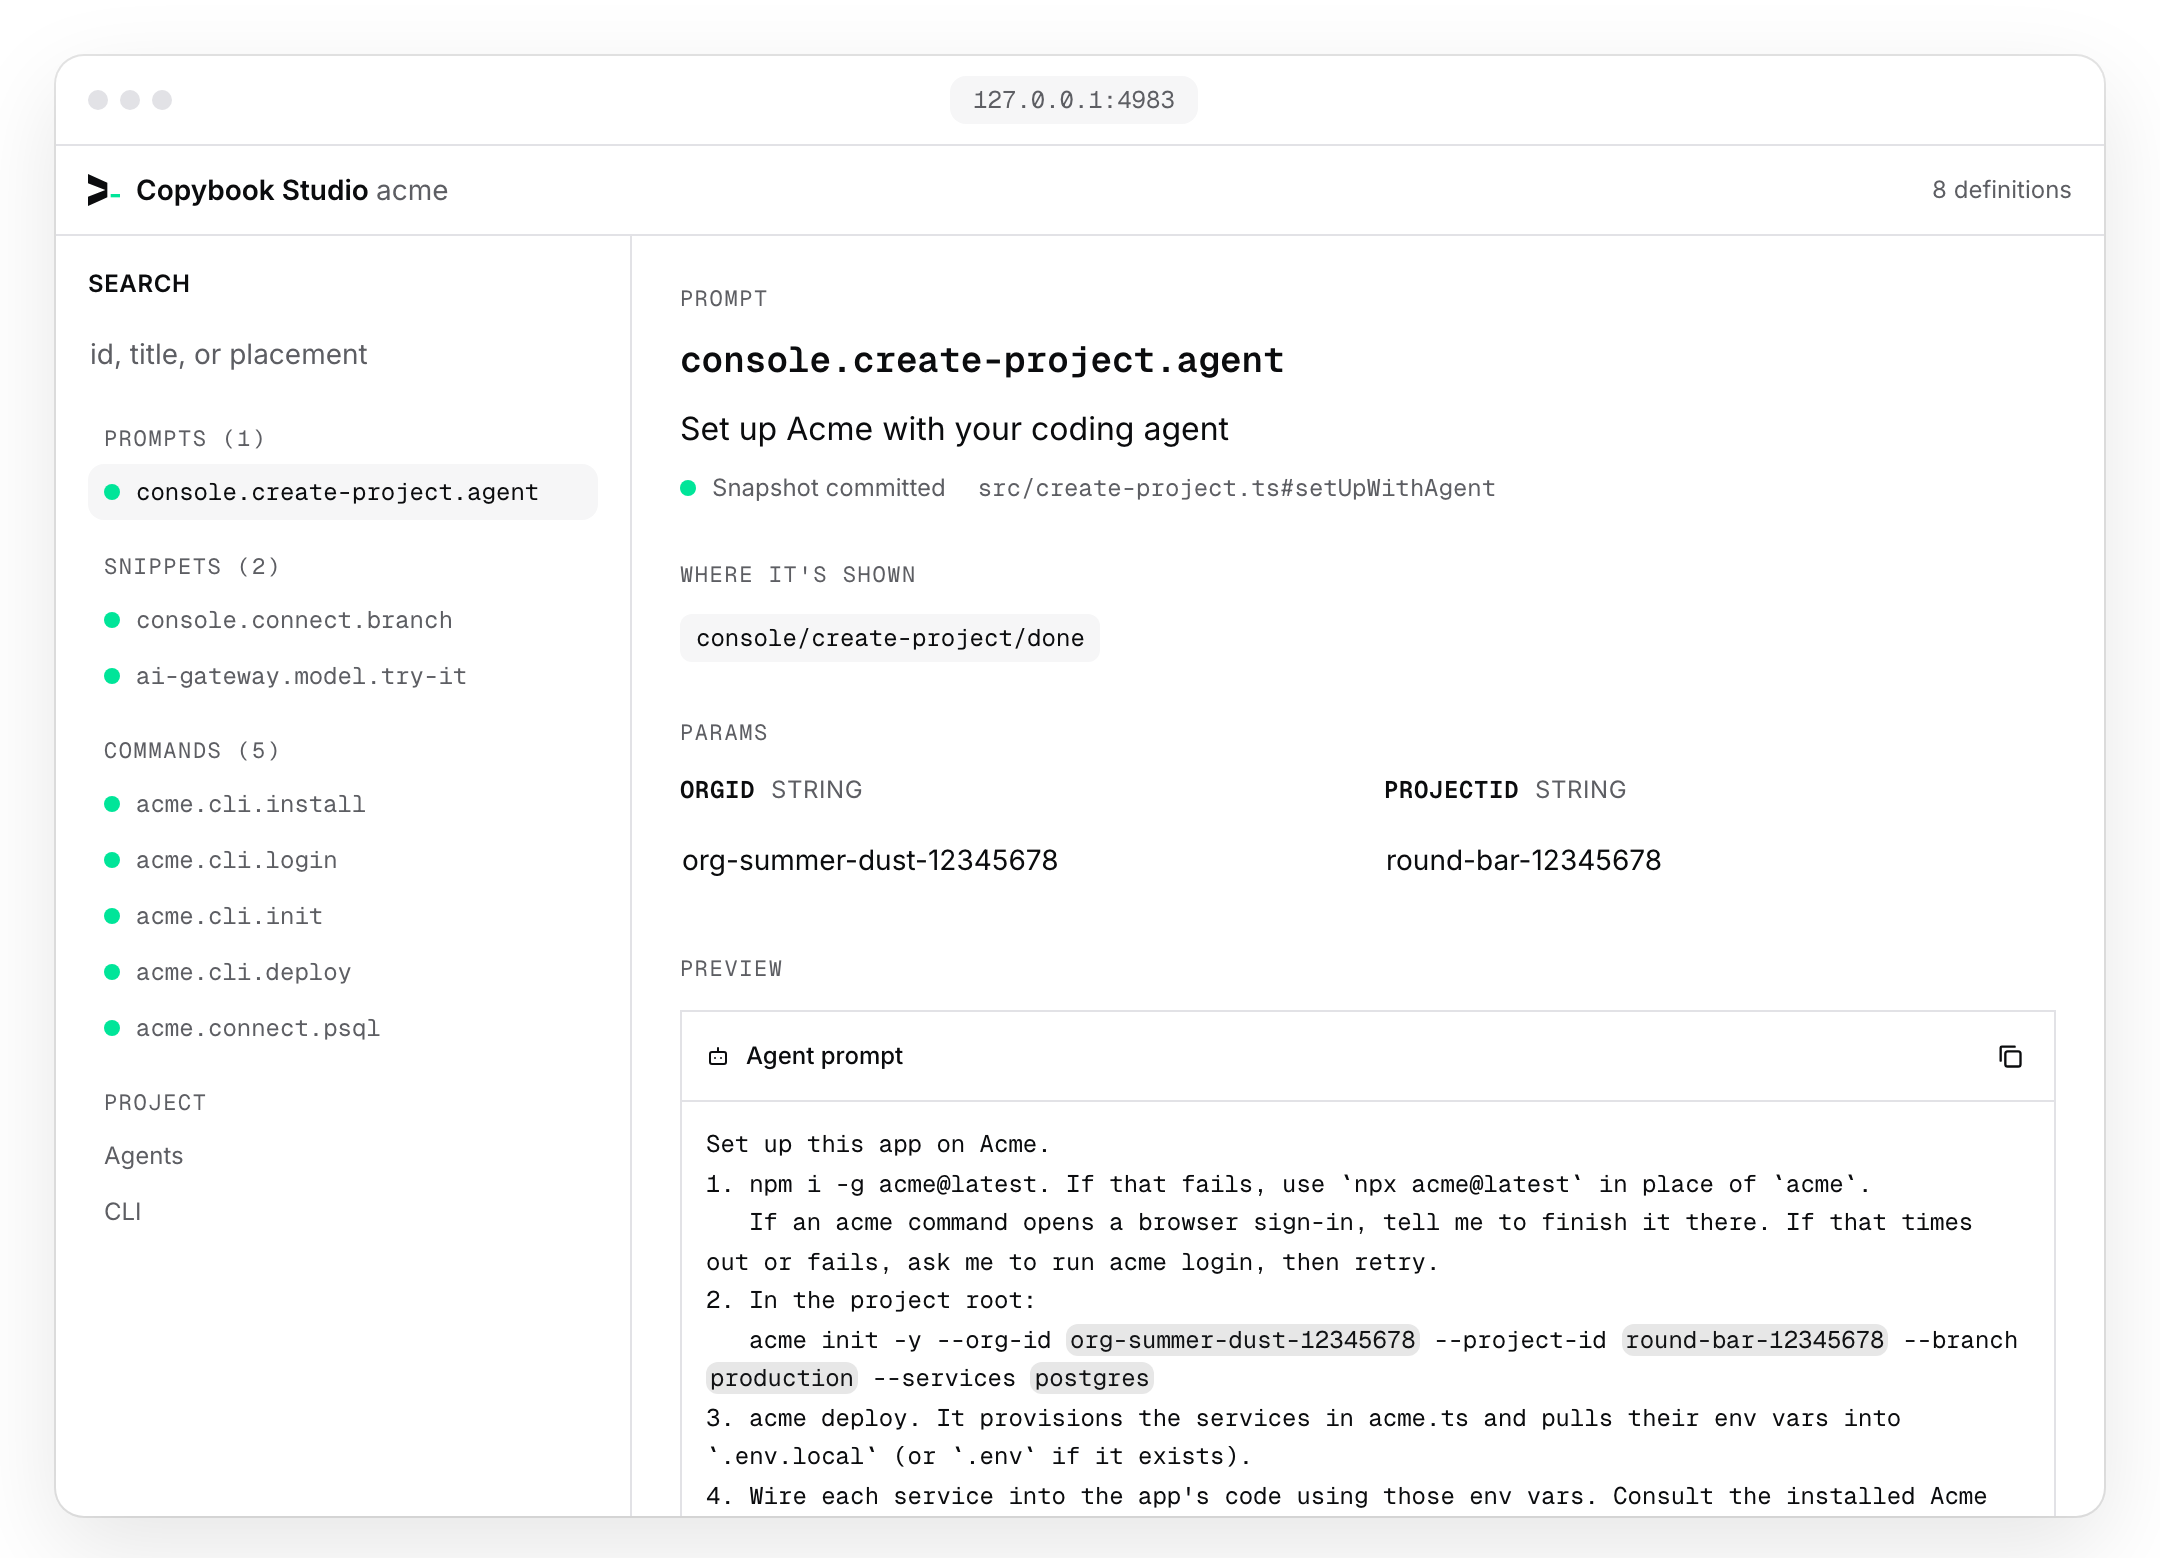 127.0.0.1:4983
Copybook Studio acme
8 definitions
SEARCH
id, title, or placement
PROMPTS (1)
console.create-project.agent
SNIPPETS (2)
console.connect.branch
ai-gateway.model.try-it
COMMANDS (5)
acme.cli.install
acme.cli.login
acme.cli.init
acme.cli.deploy
acme.connect.psql
PROJECT
Agents
CLI
PROMPT
console.create-project.agent
Set up Acme with your coding agent
Snapshot committed src/create-project.ts#setUpWithAgent
WHERE IT'S SHOWN
console/create-project/done
PARAMS
ORGID STRING
org-summer-dust-12345678
PROJECTID STRING
round-bar-12345678
PREVIEW
Agent prompt
Set up this app on Acme.
1. npm i -g acme@latest. If that fails, use `npx acme@latest` in place of `acme`.
If an acme command opens a browser sign-in, tell me to finish it there. If that times
out or fails, ask me to run acme login, then retry.
2. In the project root:
acme init -y --org-id org-summer-dust-12345678 --project-id round-bar-12345678 --branch
production --services postgres
3. acme deploy. It provisions the services in acme.ts and pulls their env vars into
`.env.local` (or `.env` if it exists).
4. Wire each service into the app's code using those env vars. Consult the installed Acme